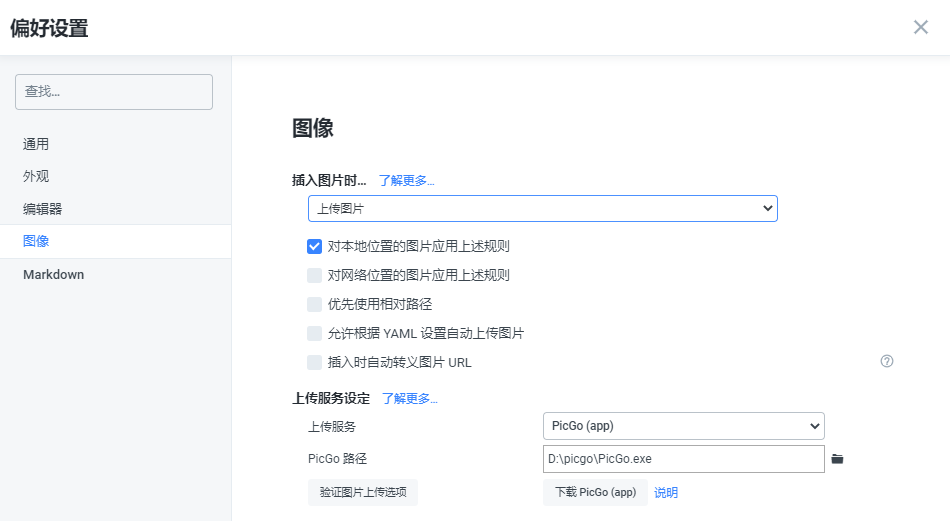 偏好设置
查找...
通用
外观
编辑器
图像
Markdown
图像
插入图片时... 了解更多...
上传图片
对本地位置的图片应用上述规则
对网络位置的图片应用上述规则
优先使用相对路径
允许根据 YAML 设置自动上传图片
插入时自动转义图片 URL
上传服务设定 了解更多...
上传服务 PicGo (app)
PicGo 路径 D:\picgo\PicGo.exe
验证图片上传选项 下载 PicGo (app) 说明